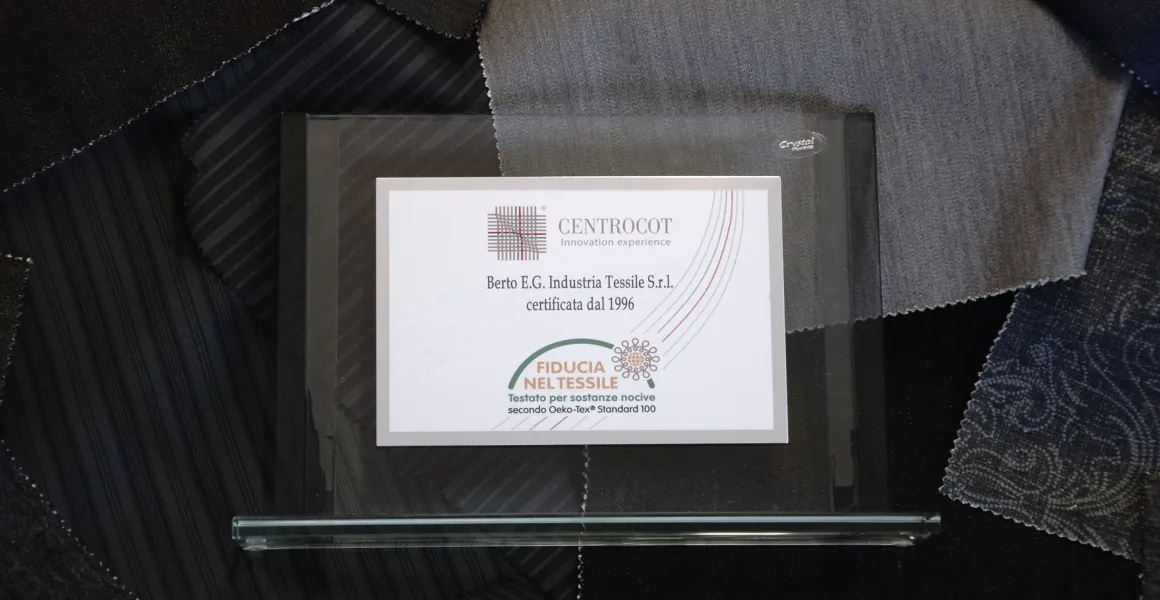 Crystal
CENTROCOT
Innovation experience
Berto E.G. Industria Tessile S.r.l.
certificata dal 1996
FIDUCIA
NEL TESSILE
Testato per sostanze nocive
secondo Oeko-Tex® Standard 100